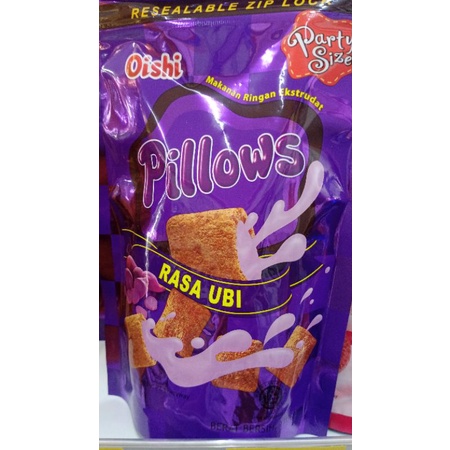 RESEALABLE ZIP LOCK
Party
Size
Oishi
Makanan Ringan Ekstrudat
Pillows
RASA UBI